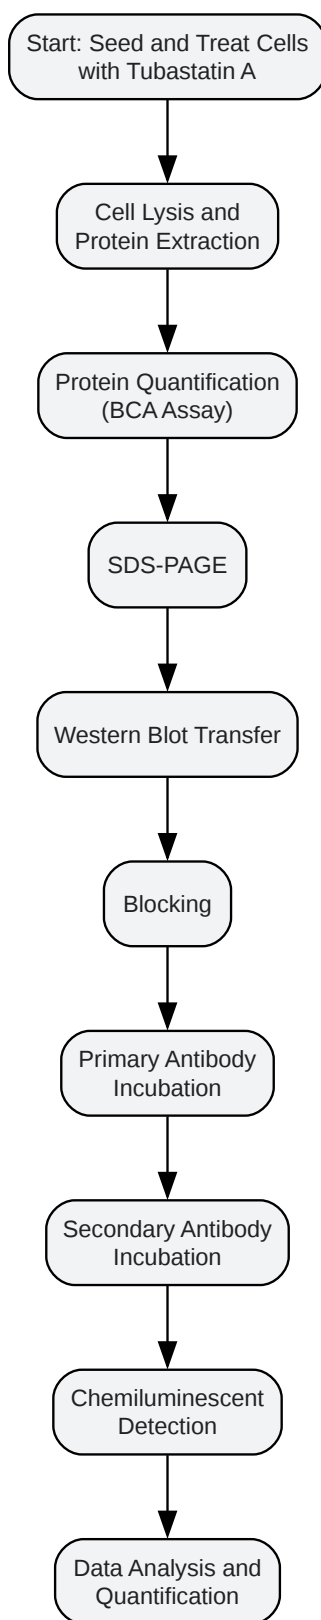 Start: Seed and Treat Cells
with Tubastatin A
Cell Lysis and
Protein Extraction
Protein Quantification
(BCA Assay)
SDS-PAGE
Western Blot Transfer
Blocking
Primary Antibody
Incubation
Secondary Antibody
Incubation
Chemiluminescent
Detection
Data Analysis and
Quantification